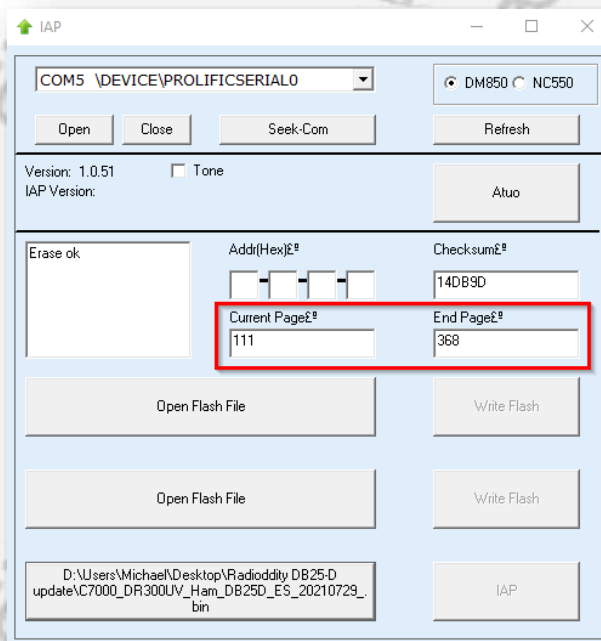 IAP
COM5 \DEVICE\PROLIFICSERIAL0
DM850 NC550
Open Close Seek-Com Refresh
Version: 1.0.51 Tone
IAP Version:
Atuo
Erase ok
Addr(Hex)£º Checksum£º
- - -
14DB9D
Current Page£º End Page£º
111 368
Open Flash File Write Flash
Open Flash File Write Flash
D:\Users\Michael\Desktop\Radioddity DB25-D
update\C7000_DR300UV_Ham_DB25D_ES_20210729_.
bin
IAP